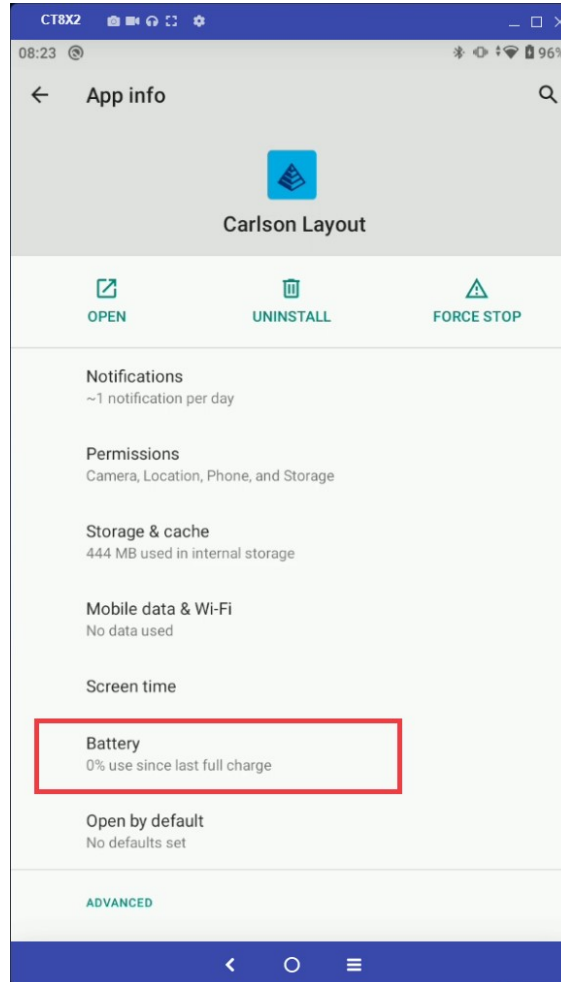 CT8X2
08:23
96%
App info
Carlson Layout
OPEN
UNINSTALL
FORCE STOP
Notifications
~1 notification per day
Permissions
Camera, Location, Phone, and Storage
Storage & cache
444 MB used in internal storage
Mobile data & Wi-Fi
No data used
Screen time
Battery
0% use since last full charge
Open by default
No defaults set
ADVANCED